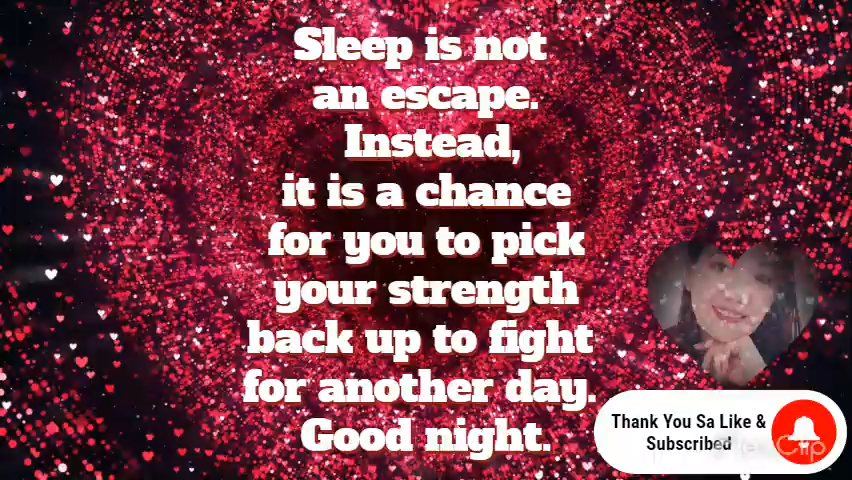 Sleep is not
an escape.
Instead,
it is a chance
for you to pick
your strength
back up to fight
for another day.
Good night.
Thank You Sa Like &
Subscribed
Clip